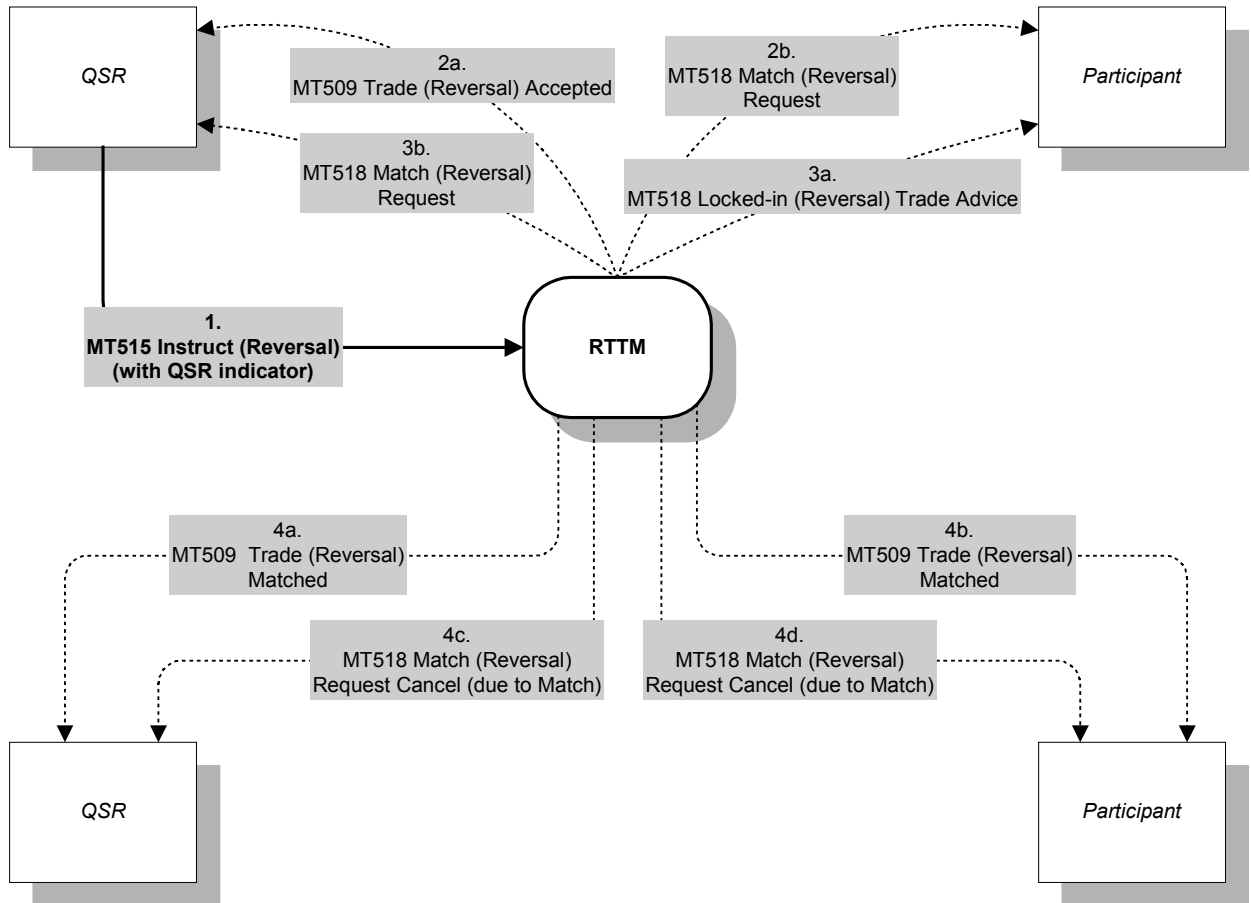 QSR
2a.
MT509 Trade (Reversal) Accepted
2b.
MT518 Match (Reversal)
Request
Participant
3b.
MT518 Match (Reversal)
Request
3a.
MT518 Locked-in (Reversal) Trade Advice
1.
MT515 Instruct (Reversal)
(with QSR indicator)
RTTM
4a.
MT509 Trade (Reversal)
Matched
4b.
MT509 Trade (Reversal)
Matched
4c.
MT518 Match (Reversal)
Request Cancel (due to Match)
4d.
MT518 Match (Reversal)
Request Cancel (due to Match)
QSR
Participant